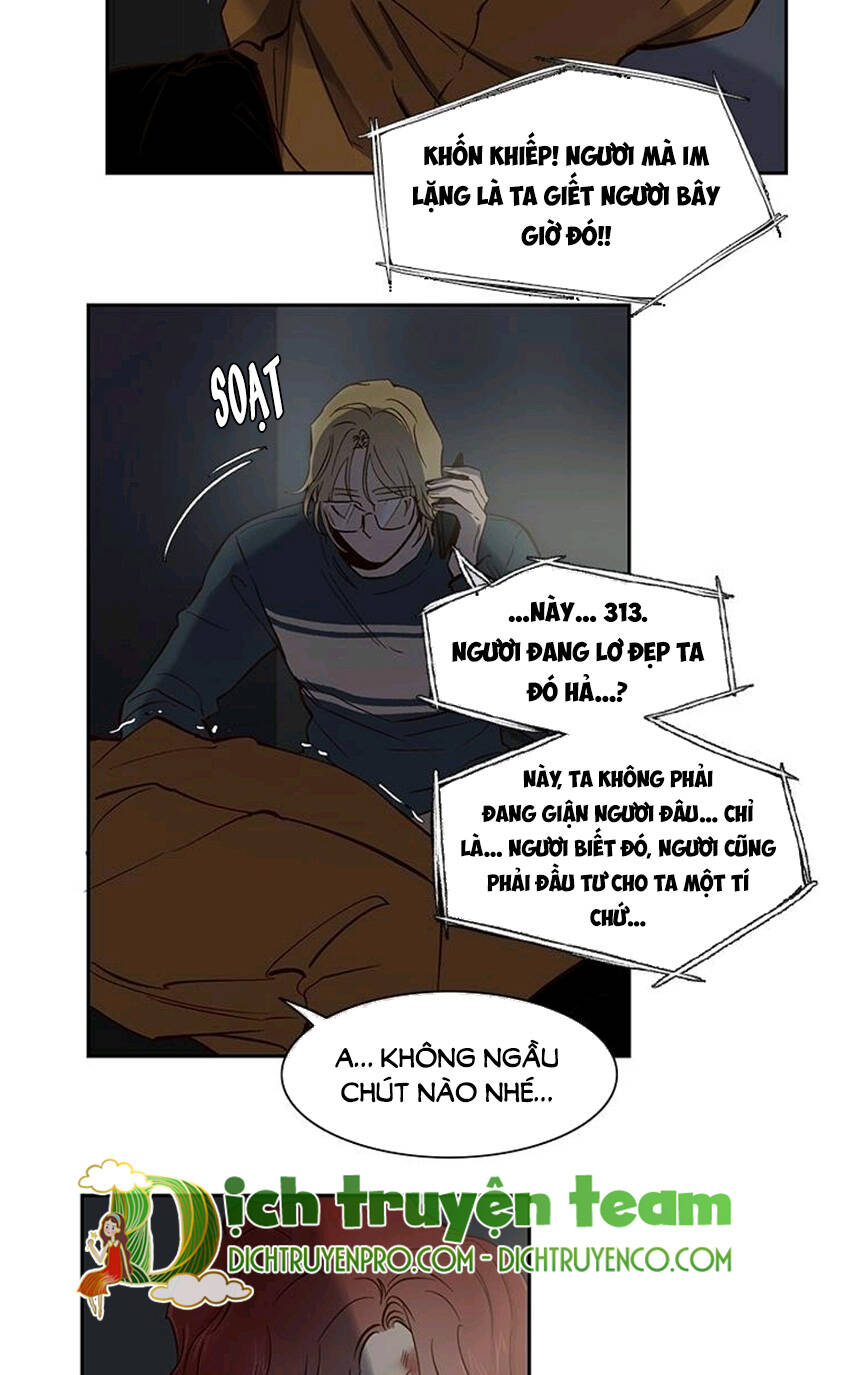 KHỐN KHIẾP! NGƯƠI MÀ IM
LẶNG LÀ TA GIẾT NGƯƠI BÂY
GIỜ ĐÓ!!
SOẠT
...NÀY... 313.
NGƯƠI ĐANG LƠ ĐẸP TA
ĐÓ HẢ...?
NÀY, TA KHÔNG PHẢI
ĐANG GIẬN NGƯƠI ĐÂU... CHỈ
LÀ... NGƯƠI BIẾT ĐÓ, NGƯƠI CŨNG
PHẢI ĐẦU TƯ CHO TA MỘT TÍ
CHỨ...
A... KHÔNG NGẦU
CHÚT NÀO NHÉ...
Dịch truyện team
DICHTRUYENPRO.COM - DICHTRUYENCO.COM